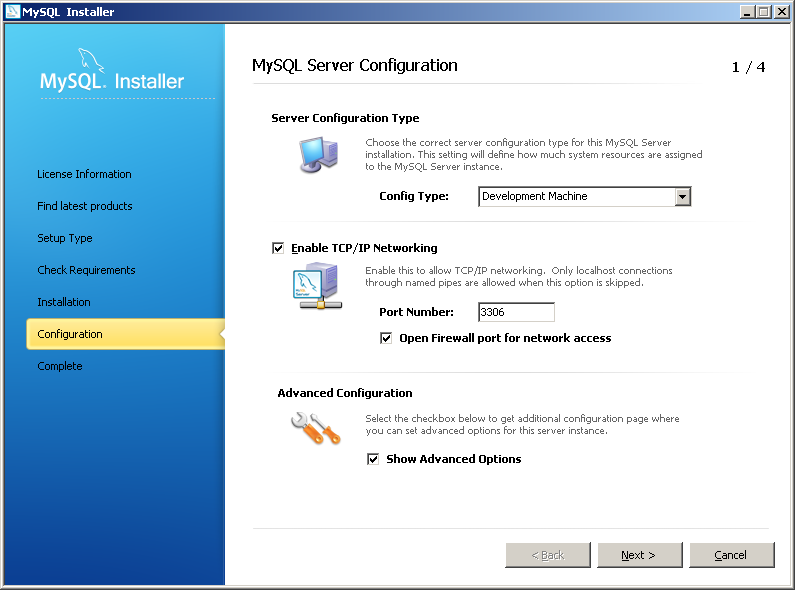 MySQL Installer
MySQL Installer
License Information
Find latest products
Setup Type
Check Requirements
Installation
Configuration
Complete
MySQL Server Configuration
1 / 4
Server Configuration Type
Choose the correct server configuration type for this MySQL Server
installation. This setting will define how much system resources are assigned
to the MySQL Server instance.
Config Type:
Development Machine
Enable TCP/IP Networking
Enable this to allow TCP/IP networking. Only localhost connections
through named pipes are allowed when this option is skipped.
Port Number:
3306
Open Firewall port for network access
Advanced Configuration
Select the checkbox below to get additional configuration page where
you can set advanced options for this server instance.
Show Advanced Options
< Back
Next >
Cancel